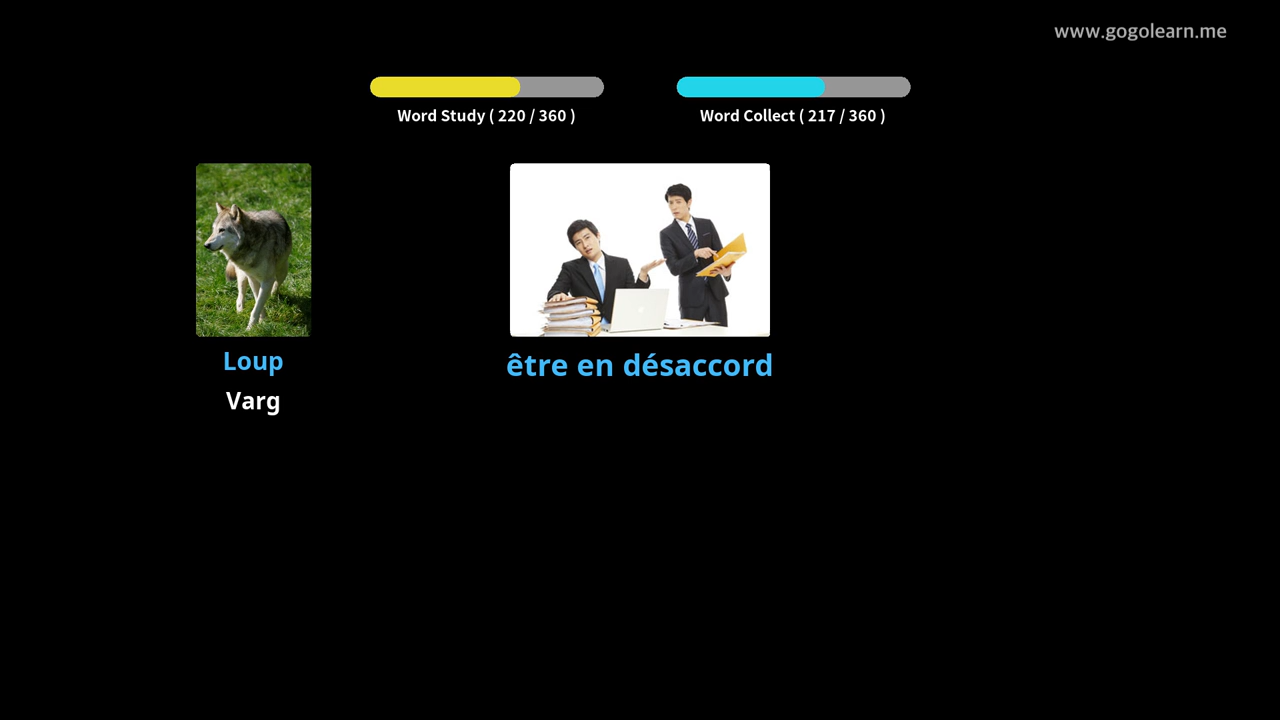 www.gogolearn.me
Word Study ( 220 / 360 )
Word Collect ( 217 / 360 )
Loup
Varg
être en désaccord